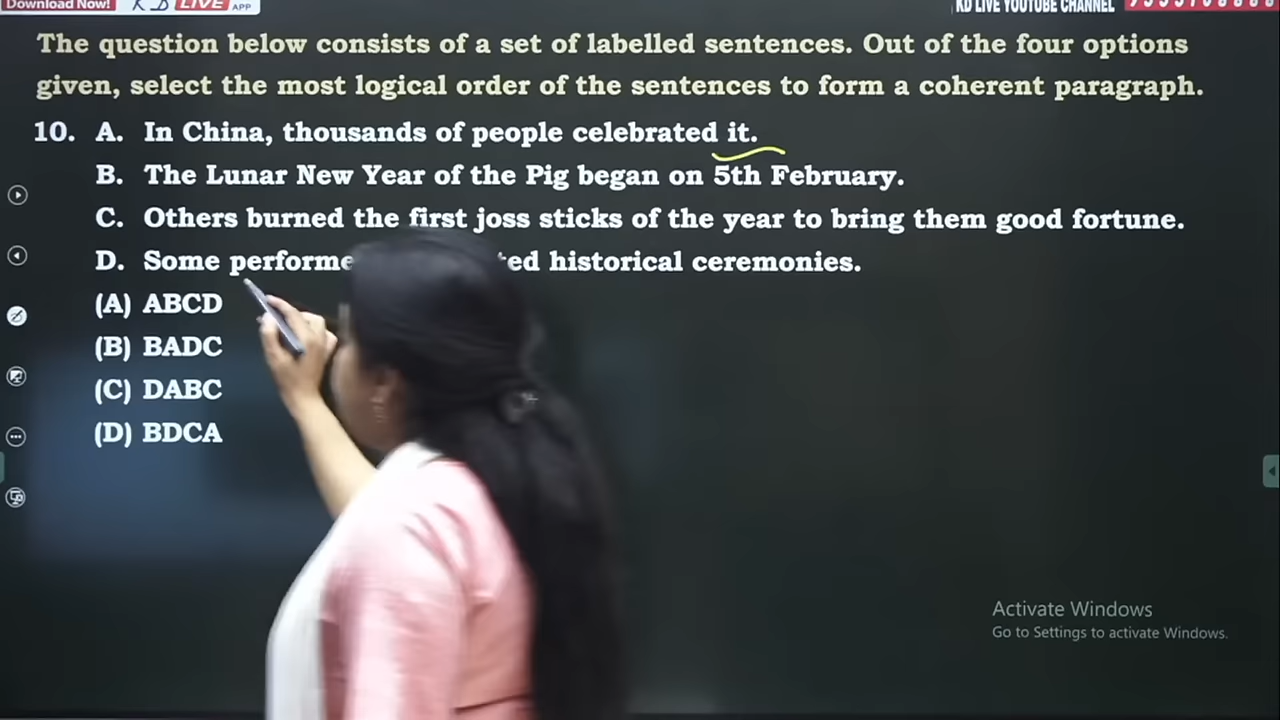 Download Now! KD LIVE APP
KD LIVE YOUTUBE CHANNEL
The question below consists of a set of labelled sentences. Out of the four options
given, select the most logical order of the sentences to form a coherent paragraph.
10. A. In China, thousands of people celebrated it.
B. The Lunar New Year of the Pig began on 5th February.
C. Others burned the first joss sticks of the year to bring them good fortune.
D. Some historical ceremonies.
(A) ABCD
(B) BADC
(C) DABC
(D) BDCA
Activate Windows
Go to Settings to activate Windows.